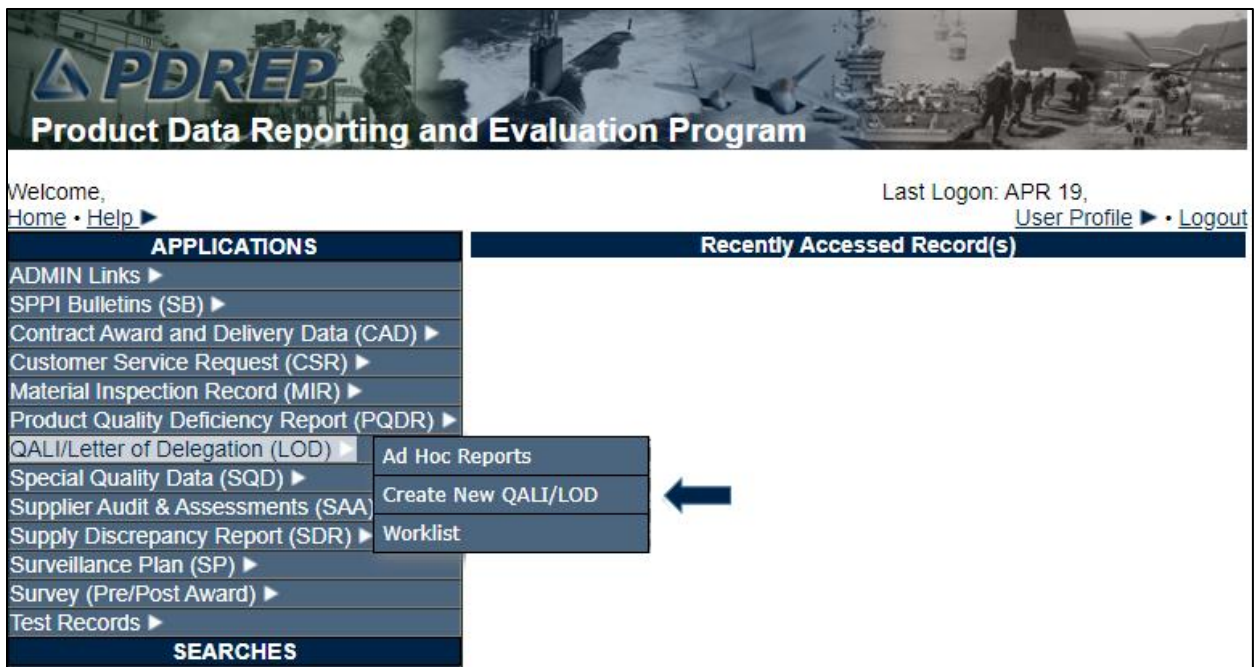 PDREP
Product Data Reporting and Evaluation Program
Welcome,
Last Logon: APR 19,
Home • Help ▶
User Profile ▶ • Logout
APPLICATIONS
Recently Accessed Record(s)
ADMIN Links ▶
SPPI Bulletins (SB) ▶
Contract Award and Delivery Data (CAD) ▶
Customer Service Request (CSR) ▶
Material Inspection Record (MIR) ▶
Product Quality Deficiency Report (PQDR) ▶
QALI/Letter of Delegation (LOD) ▶
Ad Hoc Reports
Create New QALI/LOD
Worklist
Special Quality Data (SQD) ▶
Supplier Audit & Assessments (SAA)
Supply Discrepancy Report (SDR) ▶
Surveillance Plan (SP) ▶
Survey (Pre/Post Award) ▶
Test Records ▶
SEARCHES